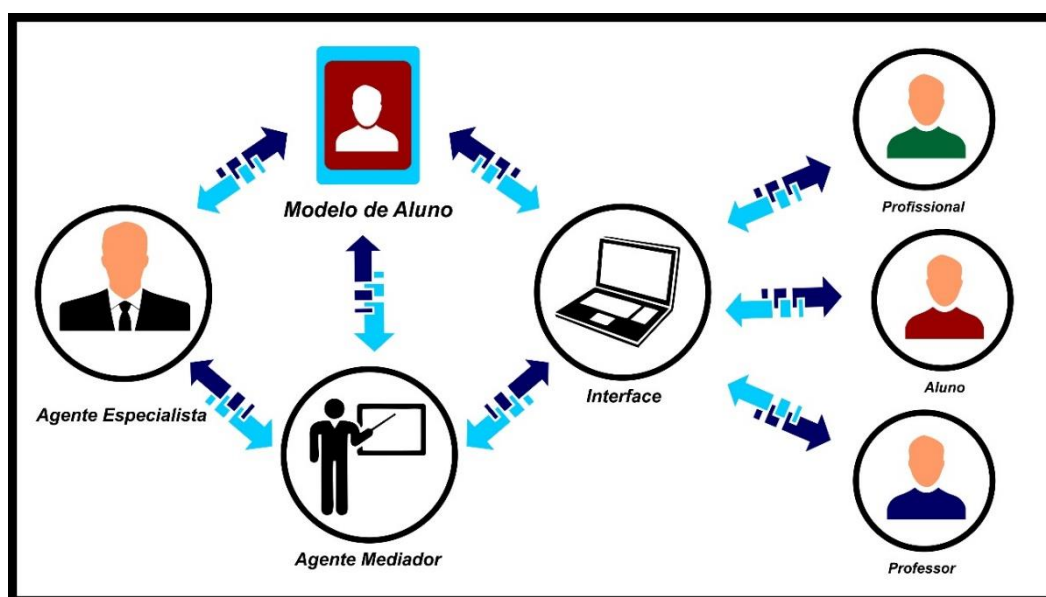 Modelo de Aluno
Profissional
Agente Especialista
Interface
Aluno
Agente Mediador
Professor